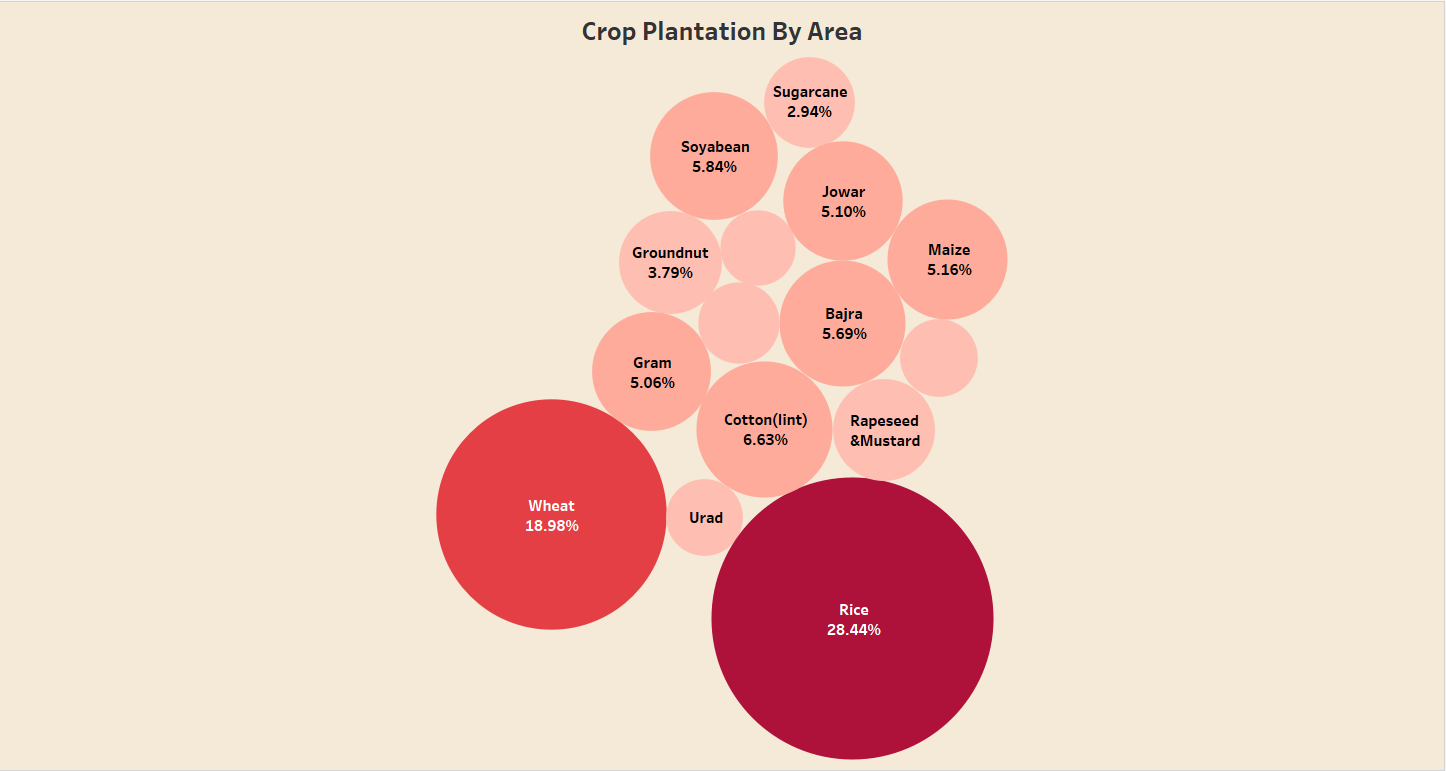 Crop Plantation By Area
Sugarcane
2.94%
Soyabean
5.84%
Jowar
5.10%
Groundnut
3.79%
Maize
5.16%
Bajra
5.69%
Gram
5.06%
Cotton(lint)
6.63%
Rapeseed
&Mustard
Wheat
18.98%
Urad
Rice
28.44%